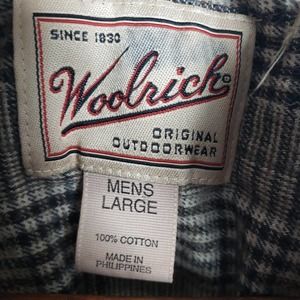 SINCE 1830
Woolrich
ORIGINAL
OUTDOORWEAR
MENS
LARGE
100% COTTON
MADE IN
PHILIPPINES